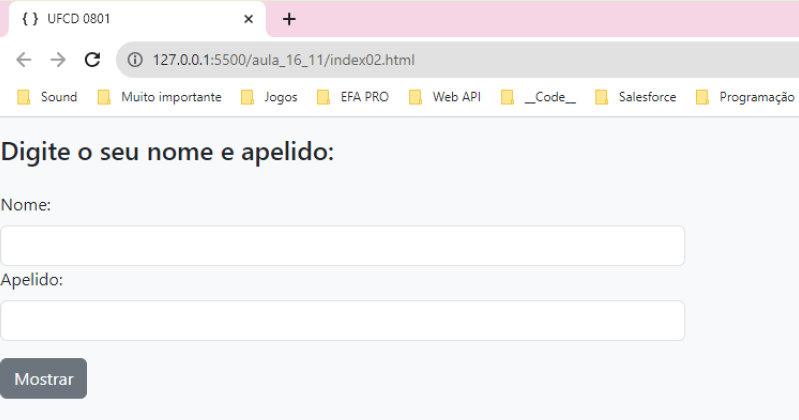 { } UFCD 0801
127.0.0.1:5500/aula_16_11/index02.html
Sound Muito importante Jogos EFA PRO Web API __Code__ Salesforce Programação
Digite o seu nome e apelido:
Nome:
Apelido:
Mostrar